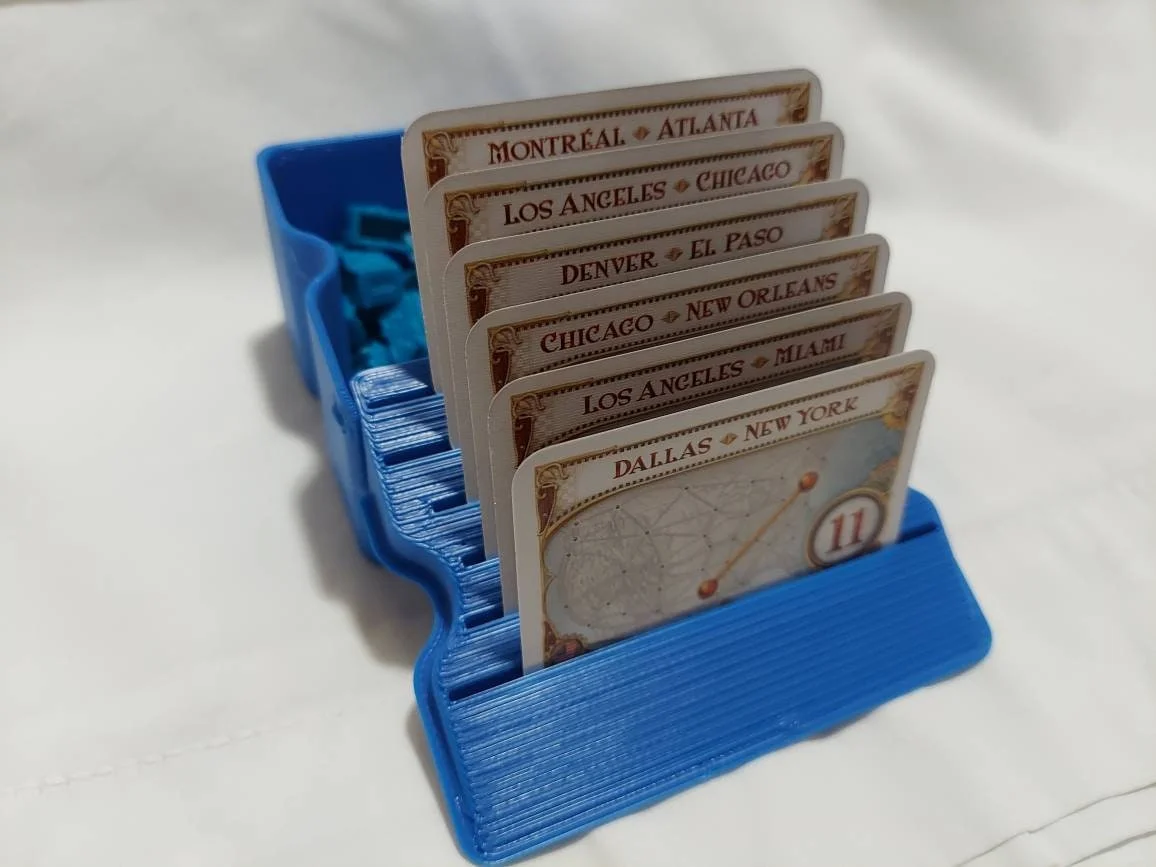 MONTRÉAL ATLANTA
LOS ANGELES CHICAGO
DENVER EL PASO
CHICAGO NEW ORLEANS
LOS ANGELES MIAMI
DALLAS NEW YORK
11